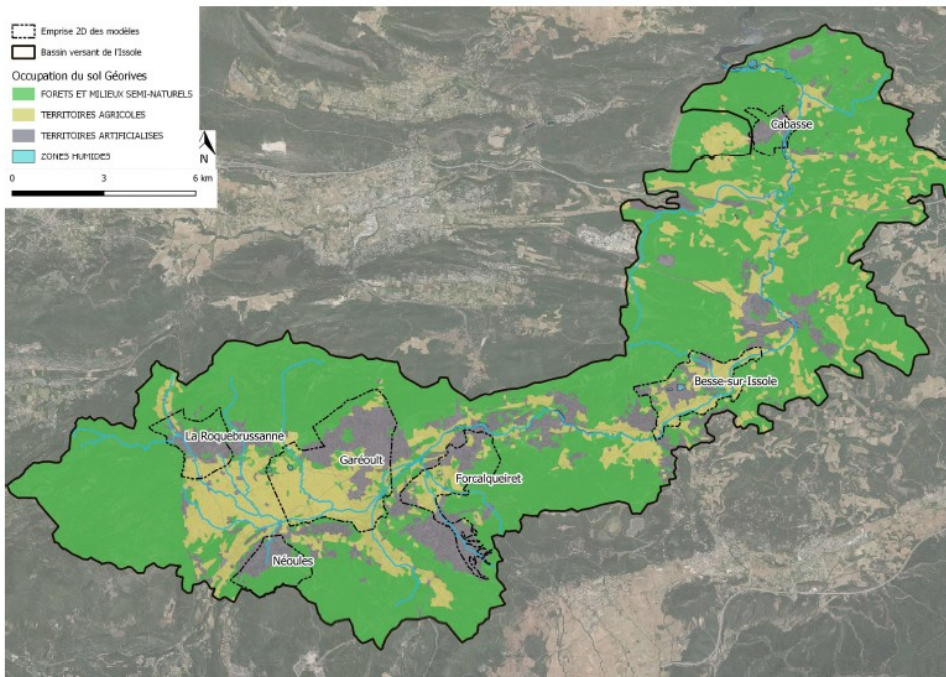 Emprise 2D des modèles
Bassin versant de l'Issole
Occupation du sol Géorives
FORETS ET MILIEUX SEMI-NATURELS
TERRITOIRES AGRICOLES
TERRITOIRES ARTIFICIALISES
ZONES HUMIDES
N
0 3 6 km
Cabasse
Besse-sur-Issole
La Roquebrussanne
Garéoult
Forcalqueiret
Néoules